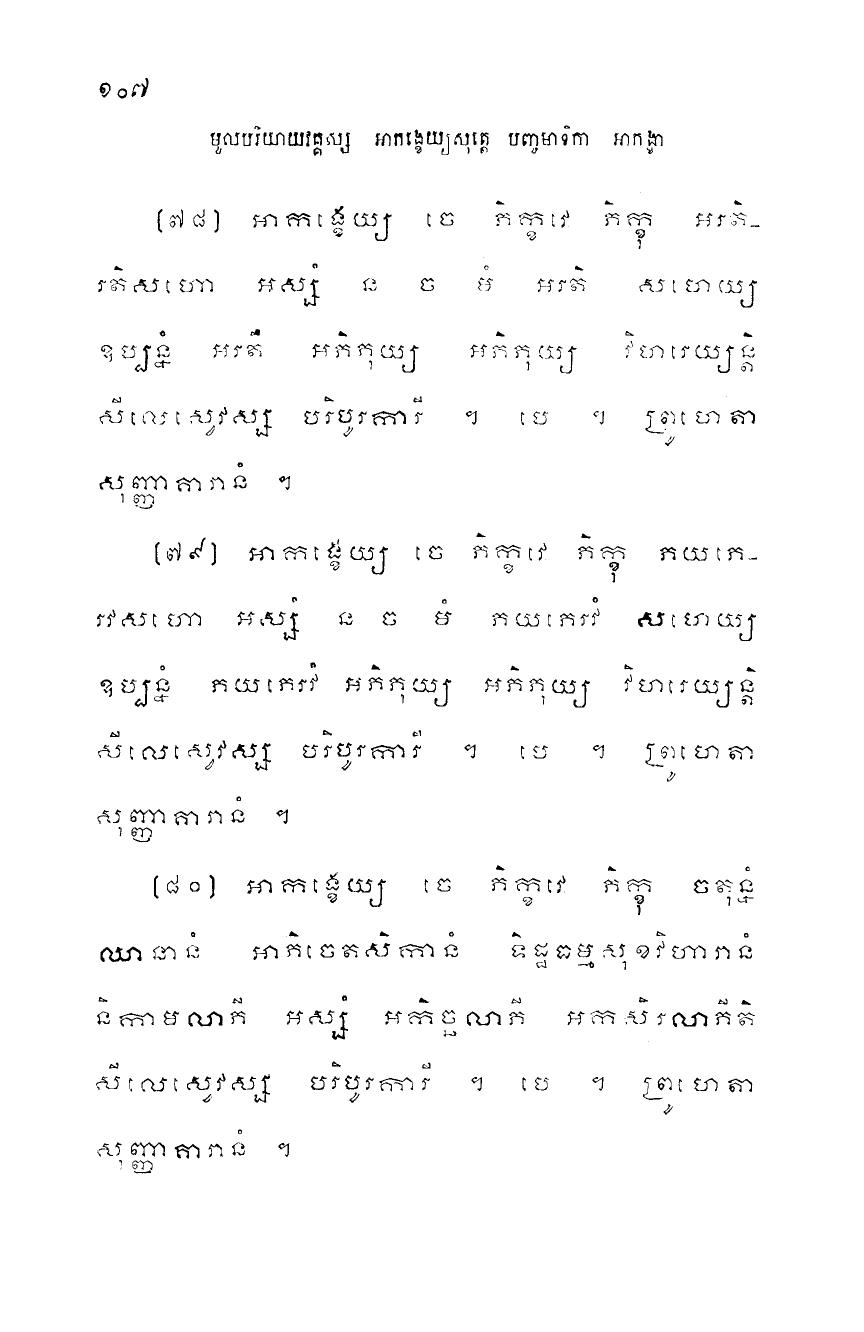 ១០៧
មូលបរិយាយវគ្គស្ស អាកង្ខេយ្យសុត្តេ បញ្ចមាទិកា អាកង្ខា
(៧៨) អាកង្ខេយ្យ ចេ ភិក្ខវេ ភិក្ខុ អរតិ-
រតិសហោ អស្សំ ន ច មំ អរតិ សហេយ្យ
ឧប្បន្នំ អរតឹ អភិភុយ្យ អភិភុយ្យ វិហរេយ្យន្តិ
សីលេស្វេវស្ស បរិបូរការី ។ បេ ។ ព្រូហេតា
សុញ្ញាគារានំ ។
(៧៩) អាកង្ខេយ្យ ចេ ភិក្ខវេ ភិក្ខុ ភយភេ-
រវសហោ អស្សំ ន ច មំ ភយភេរវំ សហេយ្យ
ឧប្បន្នំ ភយភេរវំ អភិភុយ្យ អភិភុយ្យ វិហារេយ្យន្តិ
សីលេស្វេវស្ស បរិបូរការី ។ បេ ។ ព្រូហេតា
សុញ្ញាគារានំ ។
(៨០) អាកង្ខេយ្យ ចេ ភិក្ខវេ ភិក្ខុ ចតុន្នំ
ឈានានំ អាភិចេតសិកានំ ទិដ្ឋធម្មសុខវិហារានំ
និកាមលាភី អស្សំ អកិច្ឆលាភី អកសិរលាភីតិ
សីលេស្វេវស្ស បរិបូរការី ។ បេ ។ ព្រូហេតា
សុញ្ញាគារានំ ។